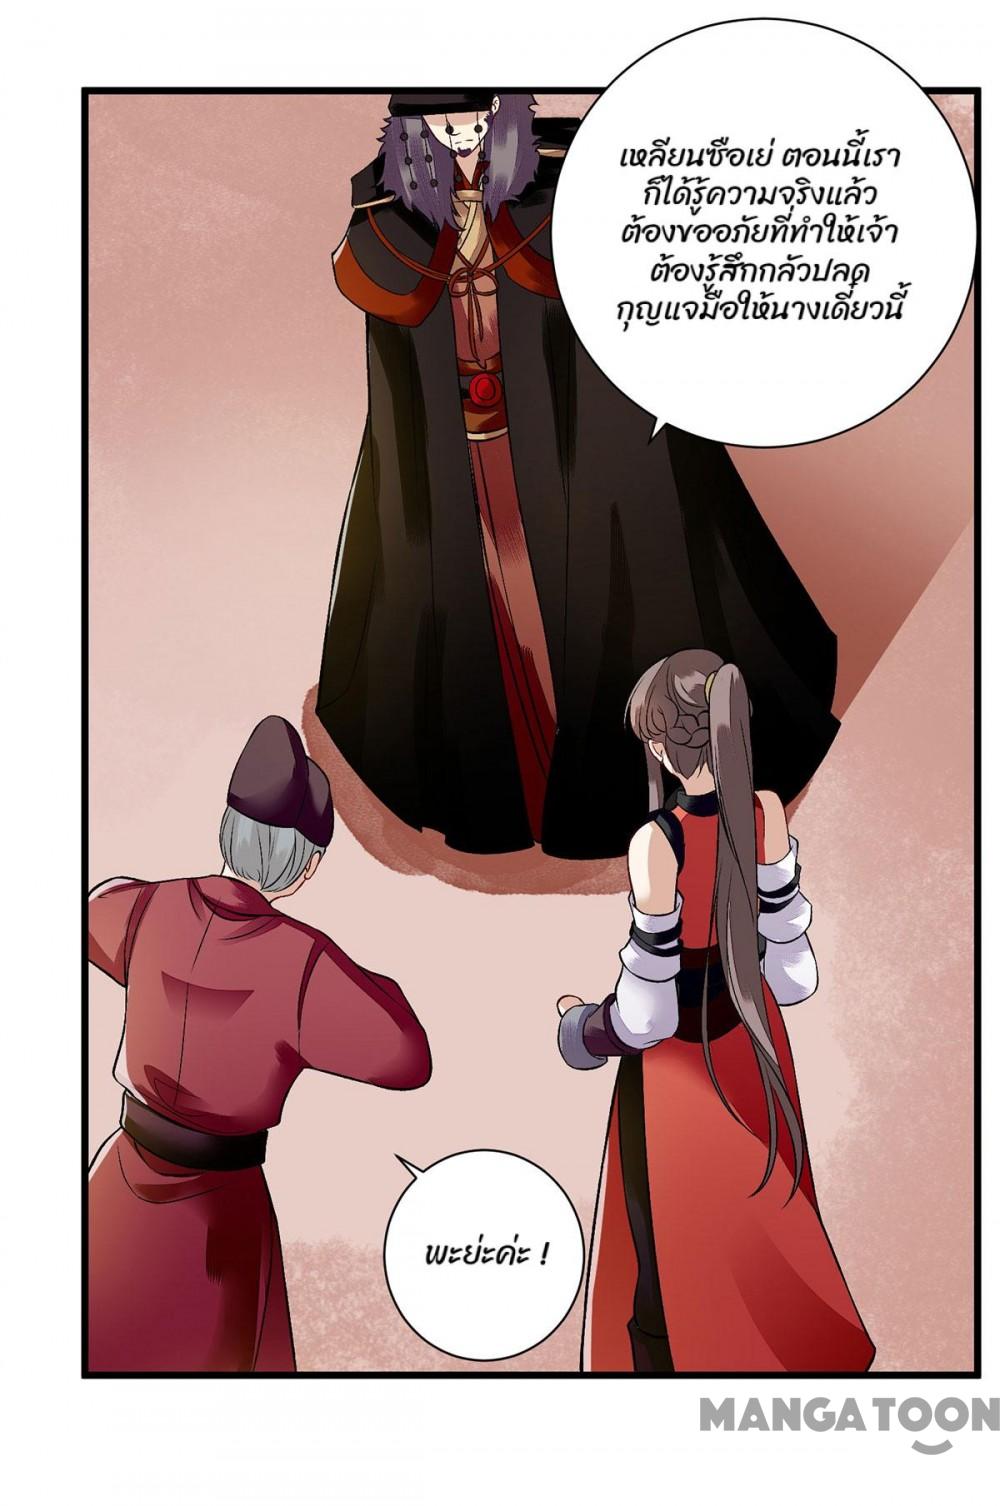 เหลียนซือเย่ ตอนนี้เรา
ก็ได้รู้ความจริงแล้ว
ต้องขออภัยที่ทำให้เจ้า
ต้องรู้สึกกลัวปลด
กุญแจมือให้นางเดี๋ยวนี้
พะย่ะค่ะ !
MANGATOON